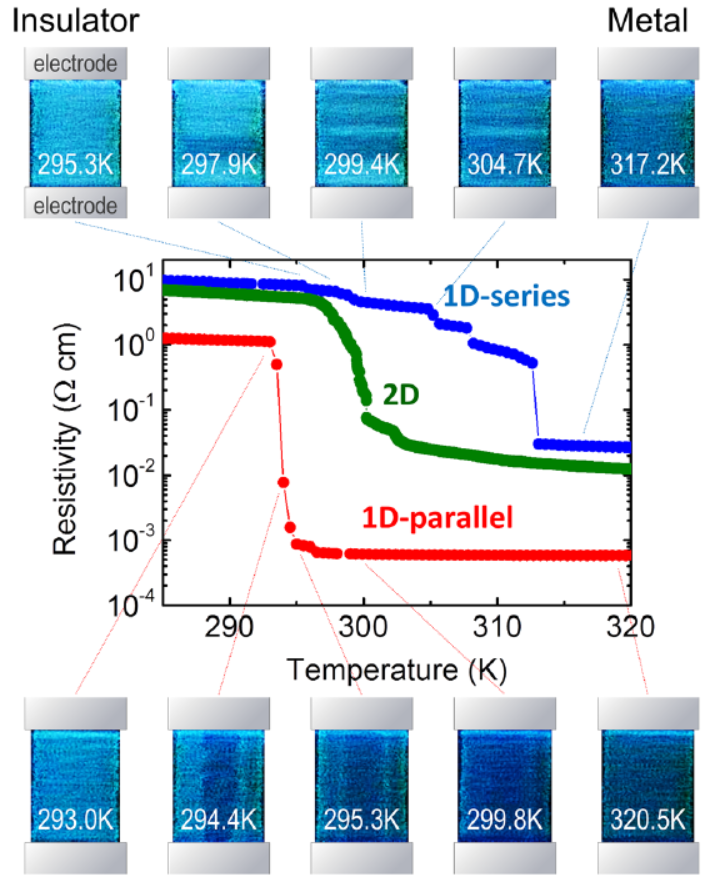 Insulator Metal
electrode
295.3K 297.9K 299.4K 304.7K 317.2K
electrode
10¹
10⁰
10⁻¹
10⁻²
10⁻³
10⁻⁴
Resistivity (Ω cm)
1D-series
2D
1D-parallel
290 300 310 320
Temperature (K)
293.0K 294.4K 295.3K 299.8K 320.5K